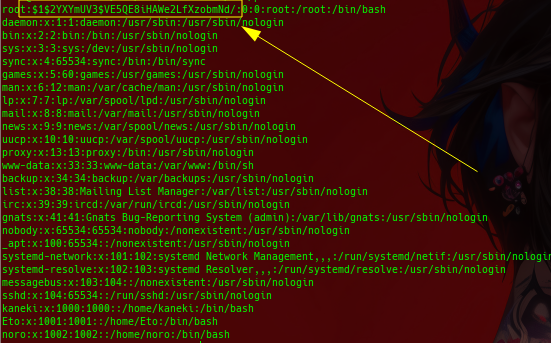 root:$1$2YXYmUV3$VE5QE8iHAWe2LfXzobmNd/:0:0:root:/root:/bin/bash
daemon:x:1:1:daemon:/usr/sbin:/usr/sbin/nologin
bin:x:2:2:bin:/bin:/usr/sbin/nologin
sys:x:3:3:sys:/dev:/usr/sbin/nologin
sync:x:4:65534:sync:/bin:/bin/sync
games:x:5:60:games:/usr/games:/usr/sbin/nologin
man:x:6:12:man:/var/cache/man:/usr/sbin/nologin
lp:x:7:7:lp:/var/spool/lpd:/usr/sbin/nologin
mail:x:8:8:mail:/var/mail:/usr/sbin/nologin
news:x:9:9:news:/var/spool/news:/usr/sbin/nologin
uucp:x:10:10:uucp:/var/spool/uucp:/usr/sbin/nologin
proxy:x:13:13:proxy:/bin:/usr/sbin/nologin
www-data:x:33:33:www-data:/var/www:/bin/sh
backup:x:34:34:backup:/var/backups:/usr/sbin/nologin
list:x:38:38:Mailing List Manager:/var/list:/usr/sbin/nologin
irc:x:39:39:ircd:/var/run/ircd:/usr/sbin/nologin
gnats:x:41:41:Gnats Bug-Reporting System (admin):/var/lib/gnats:/usr/sbin/nologin
nobody:x:65534:65534:nobody:/nonexistent:/usr/sbin/nologin
_apt:x:100:65534::/nonexistent:/usr/sbin/nologin
systemd-network:x:101:102:systemd Network Management,,,:/run/systemd/netif:/usr/sbin/nologin
systemd-resolve:x:102:103:systemd Resolver,,,:/run/systemd/resolve:/usr/sbin/nologin
messagebus:x:103:104::/nonexistent:/usr/sbin/nologin
sshd:x:104:65534::/run/sshd:/usr/sbin/nologin
kaneki:x:1000:1000::/home/kaneki:/bin/bash
Eto:x:1001:1001::/home/Eto:/bin/bash
noro:x:1002:1002::/home/noro:/bin/bash